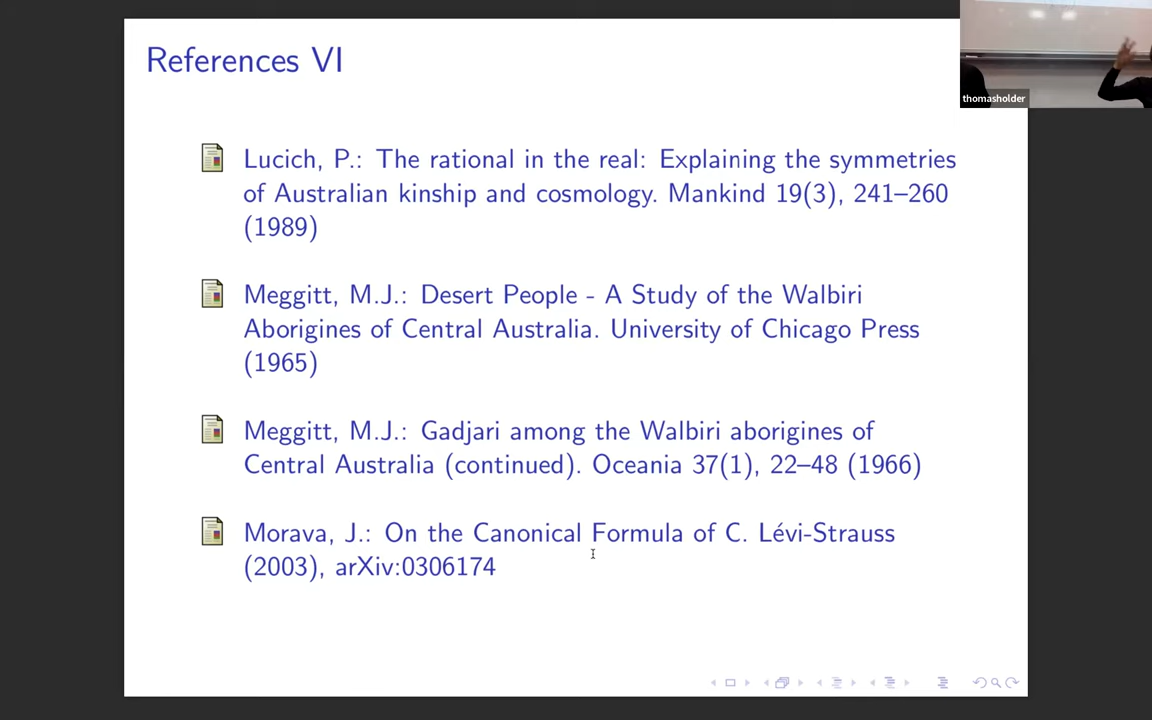 References VI
thomasholder
Lucich, P.: The rational in the real: Explaining the symmetries
of Australian kinship and cosmology. Mankind 19(3), 241–260
(1989)
Meggitt, M.J.: Desert People - A Study of the Walbiri
Aborigines of Central Australia. University of Chicago Press
(1965)
Meggitt, M.J.: Gadjari among the Walbiri aborigines of
Central Australia (continued). Oceania 37(1), 22–48 (1966)
Morava, J.: On the Canonical Formula of C. Lévi-Strauss
(2003), arXiv:0306174